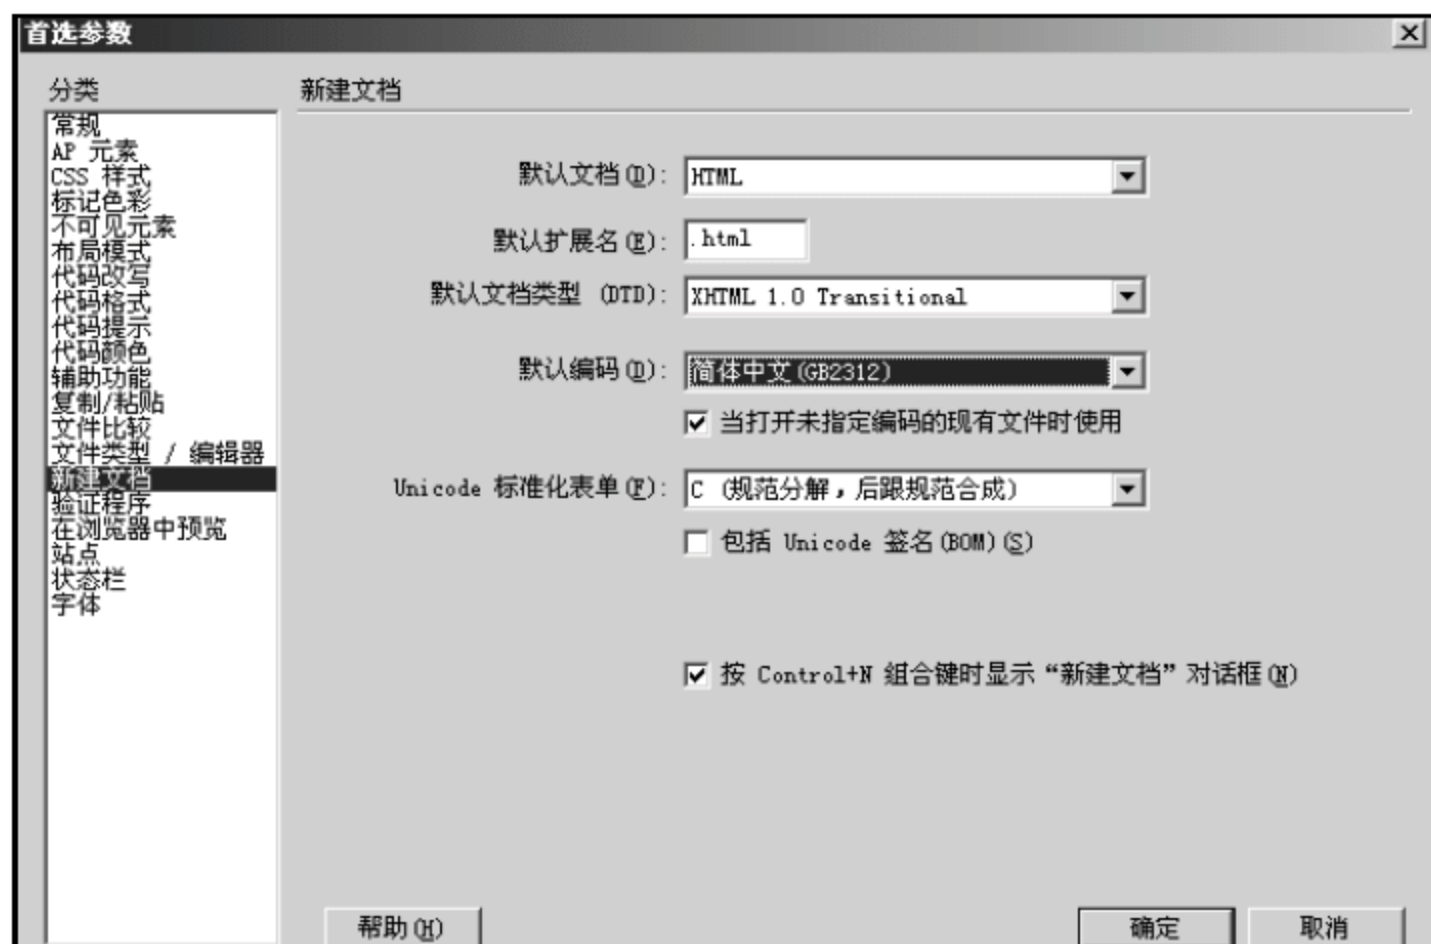 首选参数
分类
常规
AP 元素
CSS 样式
标记色彩
不可见元素
布局模式
代码改写
代码格式
代码提示
代码颜色
辅助功能
复制/粘贴
文件比较
文件类型 / 编辑器
新建文档
验证程序
在浏览器中预览
站点
状态栏
字体
新建文档
默认文档(D): HTML
默认扩展名(E): .html
默认文档类型 (DTD): XHTML 1.0 Transitional
默认编码(D): 简体中文(GB2312)
当打开未指定编码的现有文件时使用
Unicode 标准化表单(F): C (规范分解，后跟规范合成)
包括 Unicode 签名(BOM)(S)
按 Control+N 组合键时显示“新建文档”对话框(N)
帮助(H) 确定 取消